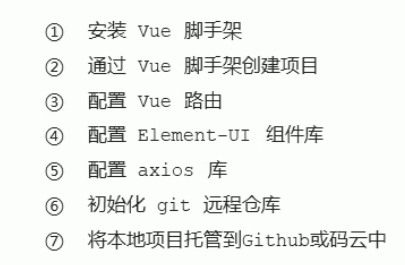 ① 安装 Vue 脚手架
② 通过 Vue 脚手架创建项目
③ 配置 Vue 路由
④ 配置 Element-UI 组件库
⑤ 配置 axios 库
⑥ 初始化 git 远程仓库
⑦ 将本地项目托管到Github或码云中